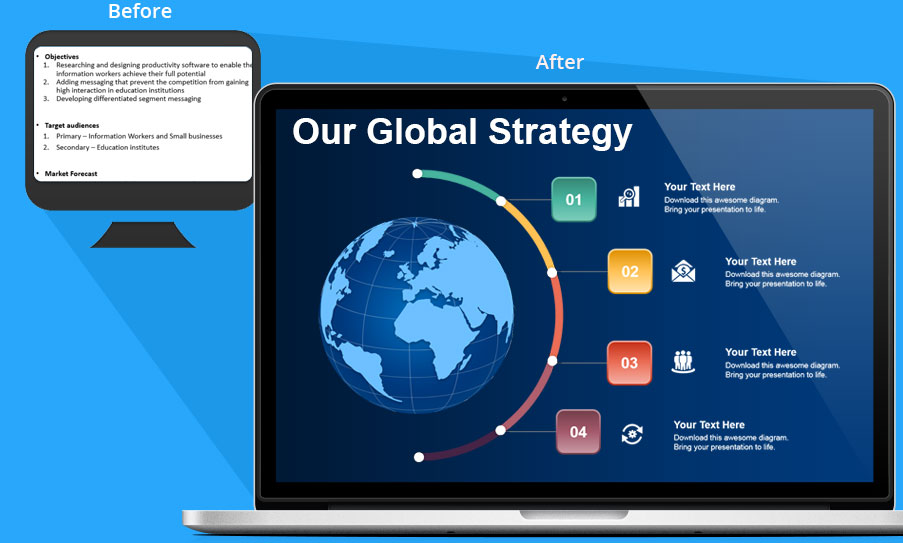 Before
• Objectives
1. Researching and designing productivity software to enable the
information workers achieve their full potential
2. Adding messaging that prevent the competition from gaining
high interaction in education institutions
3. Developing differentiated segment messaging
• Target audiences
1. Primary – Information Workers and Small businesses
2. Secondary – Education institutes
• Market Forecast
After
Our Global Strategy
01
Your Text Here
Download this awesome diagram.
Bring your presentation to life.
02
Your Text Here
Download this awesome diagram.
Bring your presentation to life.
03
Your Text Here
Download this awesome diagram.
Bring your presentation to life.
04
Your Text Here
Download this awesome diagram.
Bring your presentation to life.